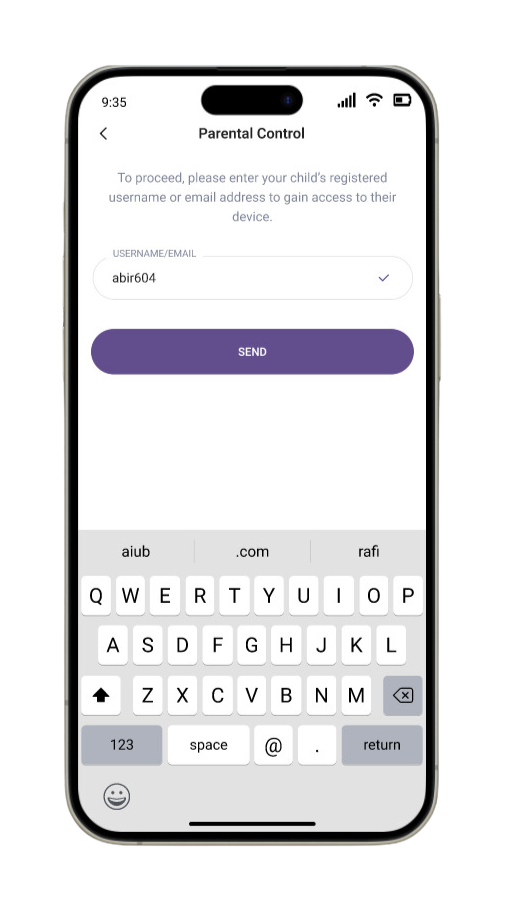 9:35
Parental Control
To proceed, please enter your child's registered
username or email address to gain access to their
device.
USERNAME/EMAIL
abir604
SEND
aiub .com rafi
Q W E R T Y U I O P
A S D F G H J K L
Z X C V B N M
123 space @ . return